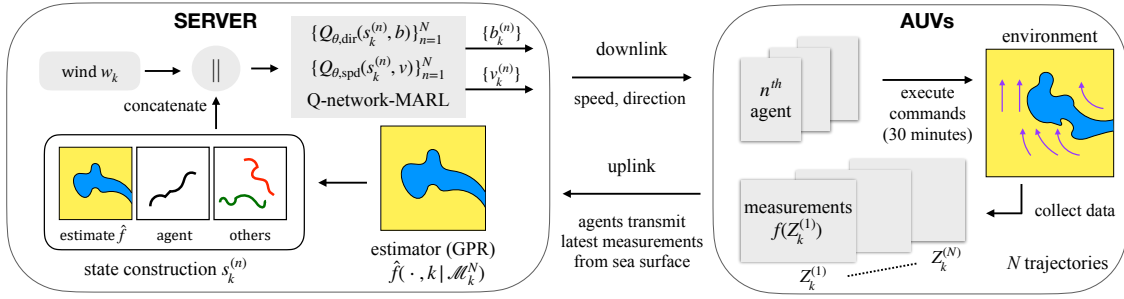 SERVER
wind w_k
||
concatenate
{Q_{θ,dir}(s_k^{(n)}, b)}_{n=1}^N
{Q_{θ,spd}(s_k^{(n)}, v)}_{n=1}^N
Q-network-MARL
{b_k^{(n)}}
{v_k^{(n)}}
estimate f̂
agent
others
state construction s_k^{(n)}
estimator (GPR)
f̂( · , k | ℳ_k^N)
downlink
speed, direction
uplink
agents transmit
latest measurements
from sea surface
AUVs
n^{th}
agent
execute
commands
(30 minutes)
environment
collect data
measurements
f(Z_k^{(1)})
Z_k^{(1)}
Z_k^{(N)}
N trajectories